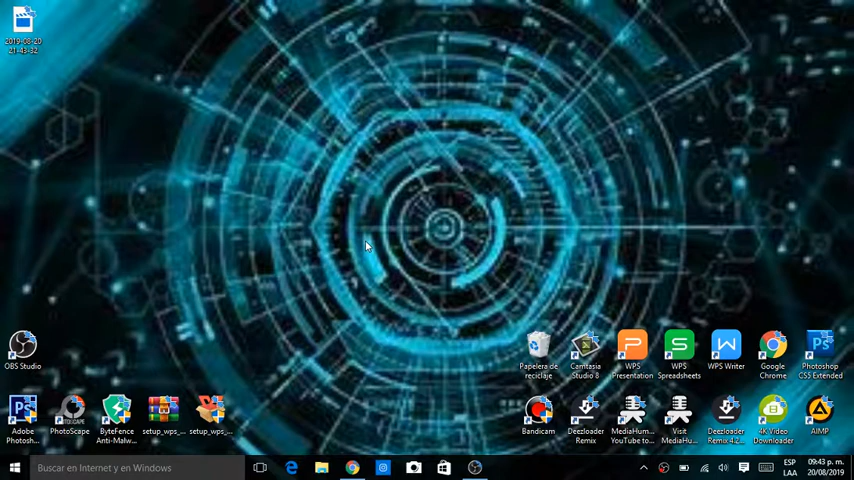 2019-08-20
21-43-32
OBS Studio
Papelera de
reciclaje
Camtasia
Studio 8
WPS
Presentation
WPS
Spreadsheets
WPS Writer
Google
Chrome
Photoshop
CS5 Extended
Adobe
Photosh...
PhotoScape
ByteFence
Anti-Malw...
setup_wps_...
setup_wps_...
Bandicam
Deezloader
Remix
MediaHum...
YouTube to...
Visit
MediaHu...
Deezloader
Remix 4.2...
4K Video
Downloader
AIMP
Buscar en Internet y en Windows
ESP
LAA
09:43 p. m.
20/08/2019